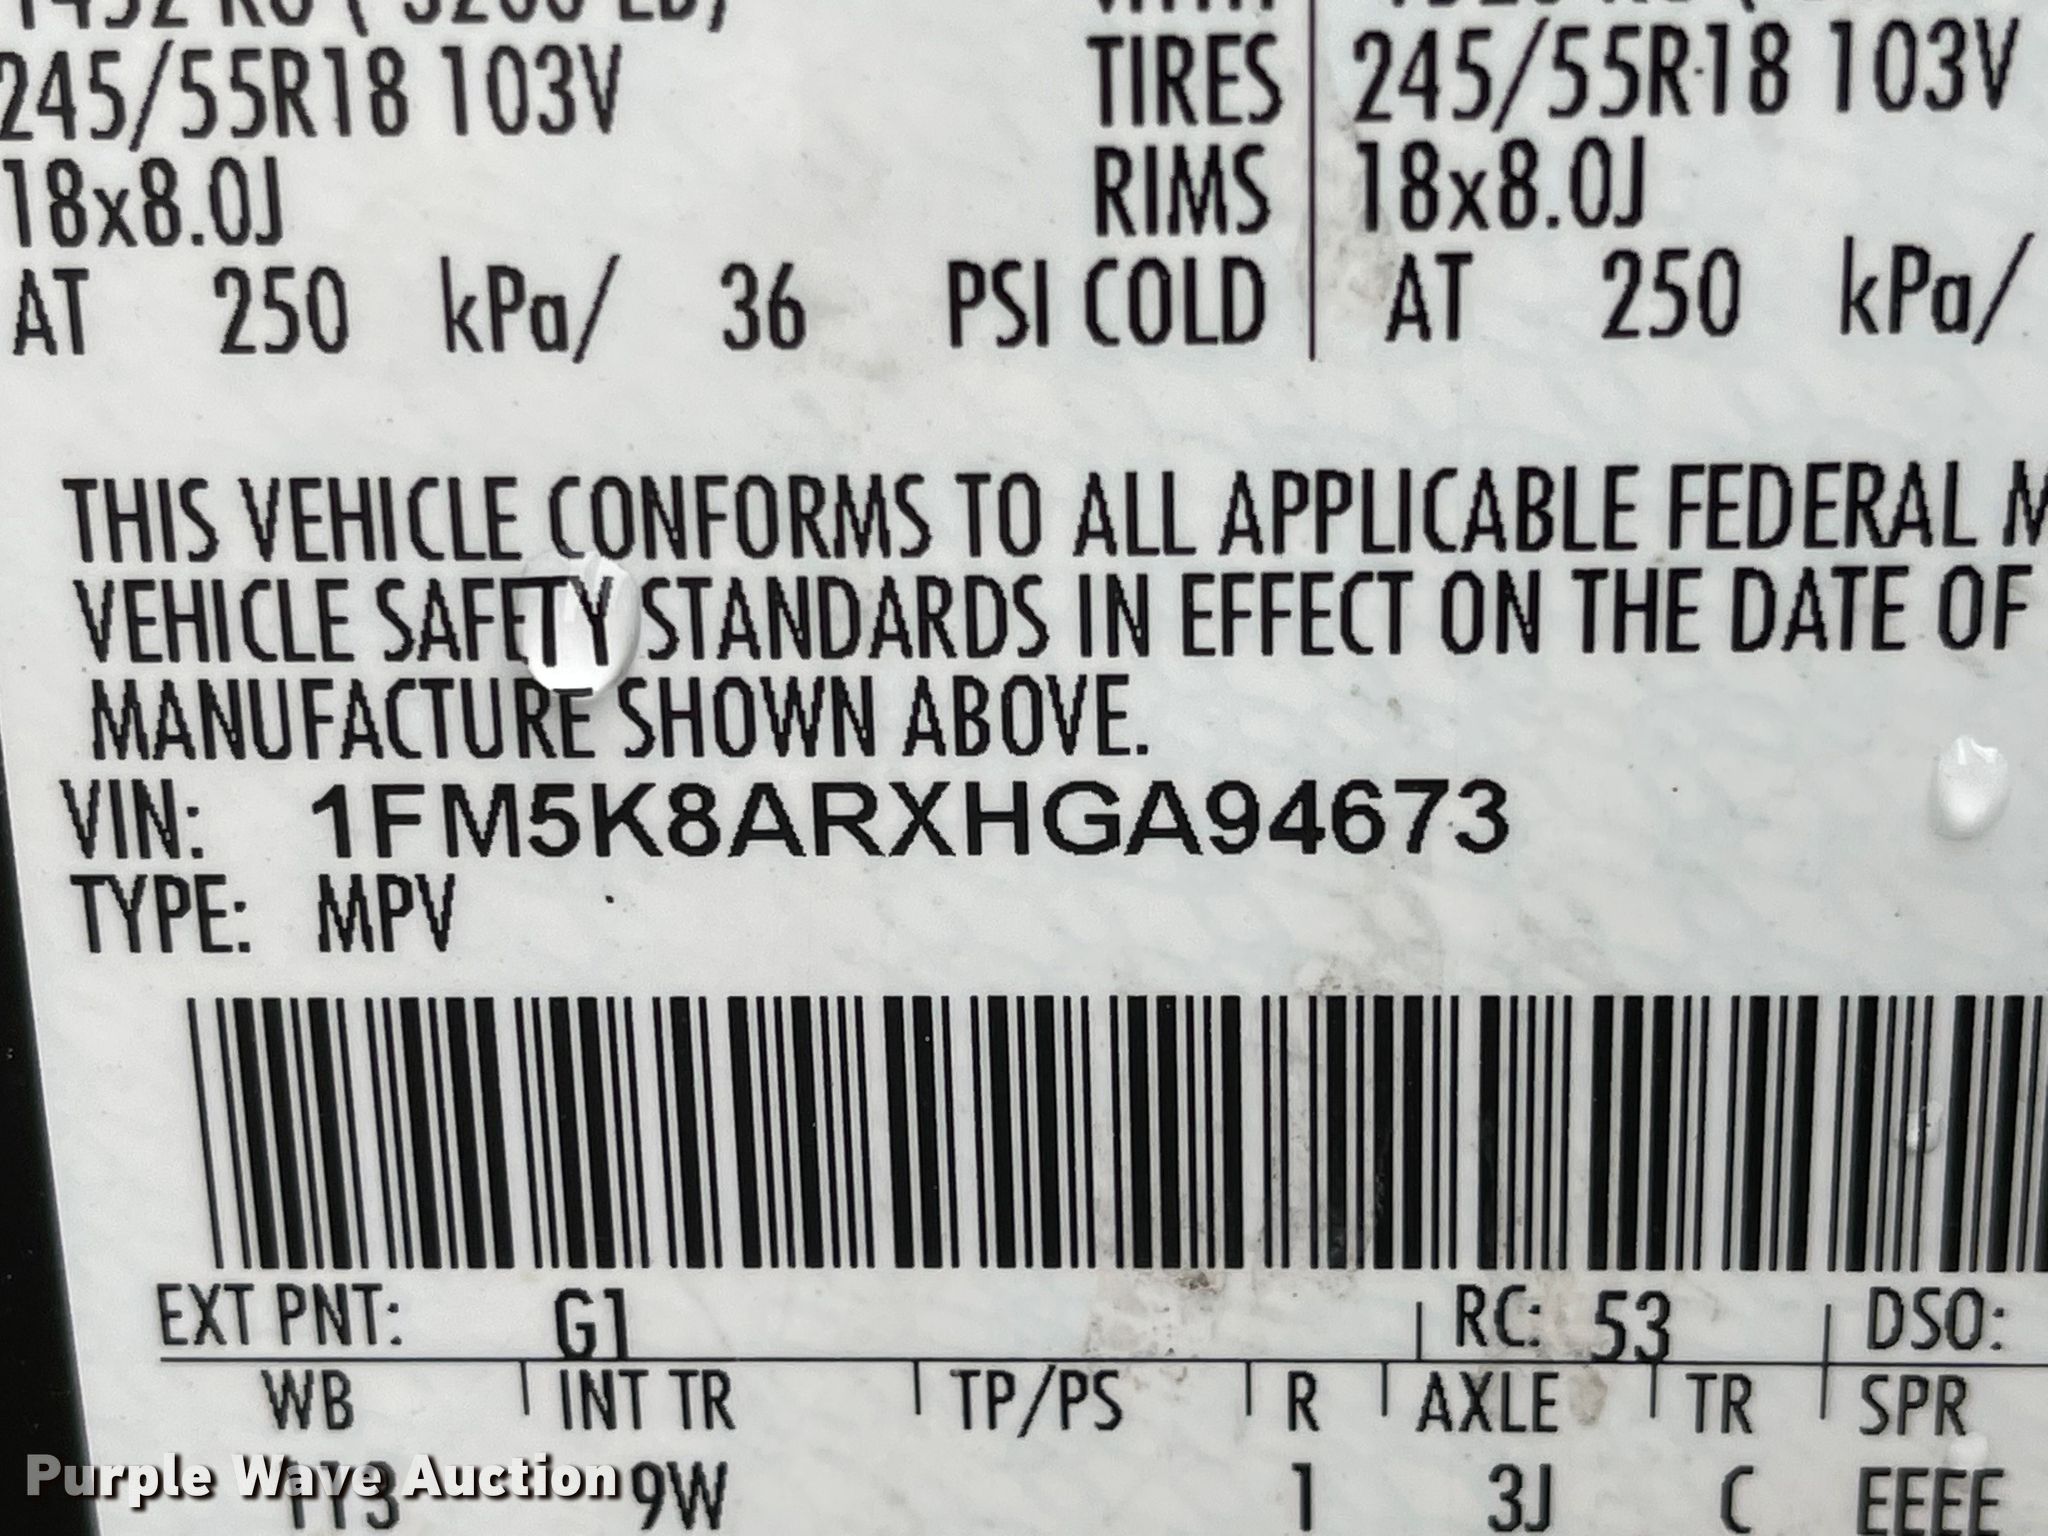 245/55R18 103V TIRES 245/55R18 103V
18x8.0J RIMS 18x8.0J
AT 250 kPa/ 36 PSI COLD AT 250 kPa/
THIS VEHICLE CONFORMS TO ALL APPLICABLE FEDERAL M
VEHICLE SAFETY STANDARDS IN EFFECT ON THE DATE OF
MANUFACTURE SHOWN ABOVE.
VIN: 1FM5K8ARXHGA94673
TYPE: MPV
EXT PNT: G1 RC: 53 DSO:
WB INT TR TP/PS R AXLE TR SPR
9W 1 3J C EEEE
Purple Wave Auction